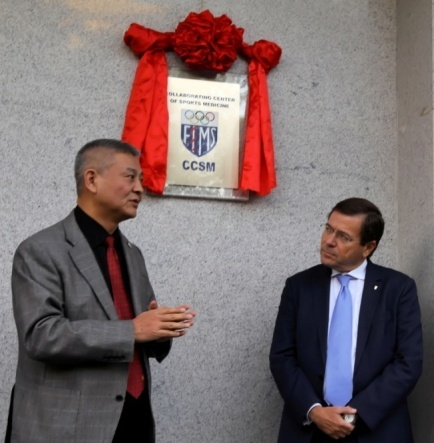 COLLABORATING CENTER
OF SPORTS MEDICINE
FIMS
CCSM